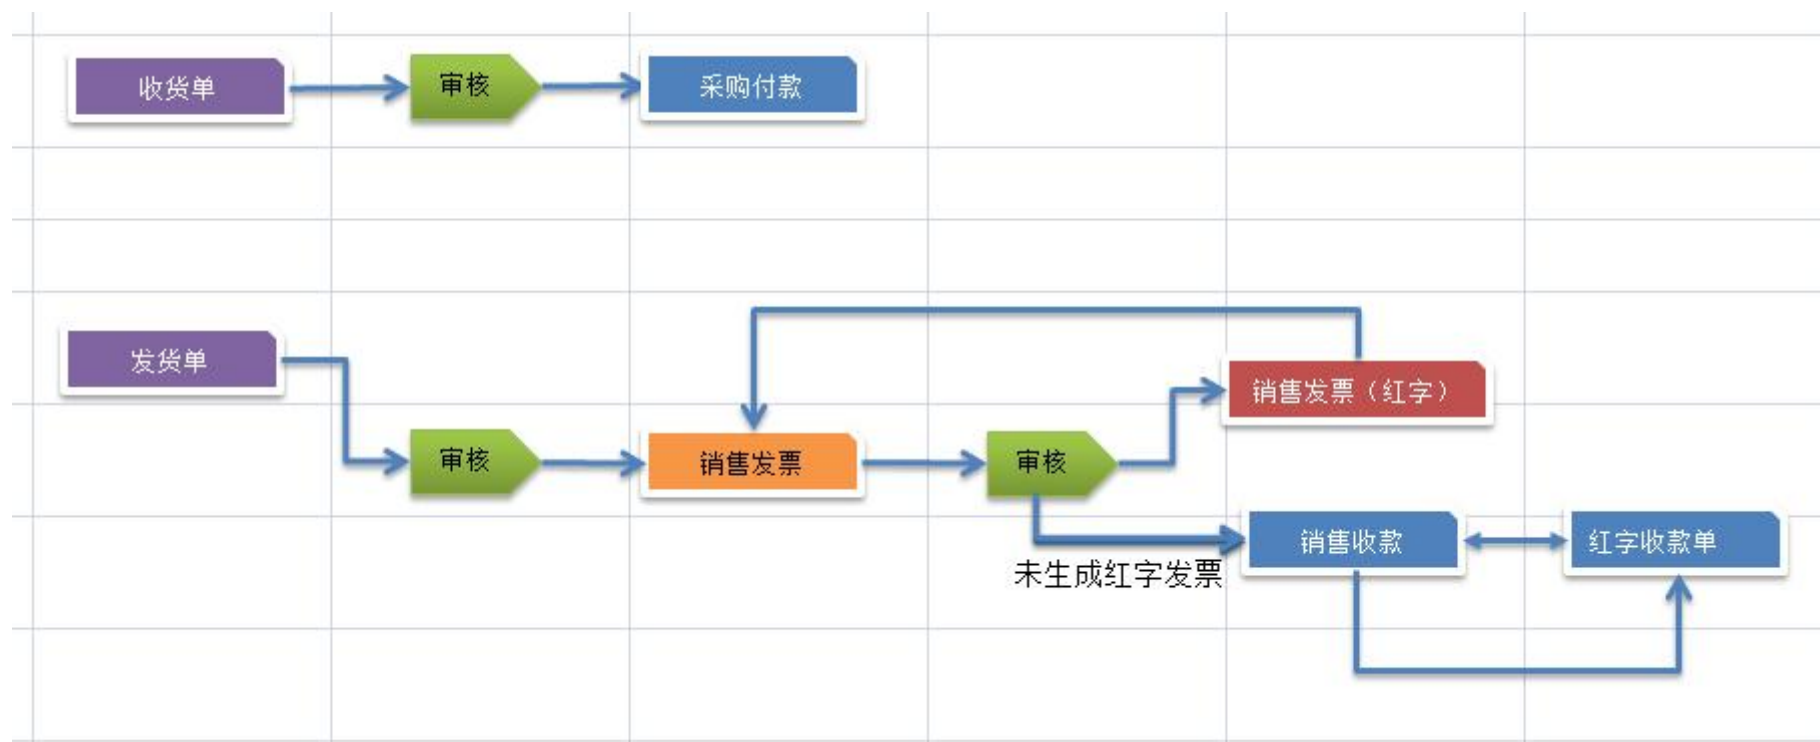 收货单
审核
采购付款
发货单
销售发票（红字）
审核
销售发票
审核
销售收款
红字收款单
未生成红字发票